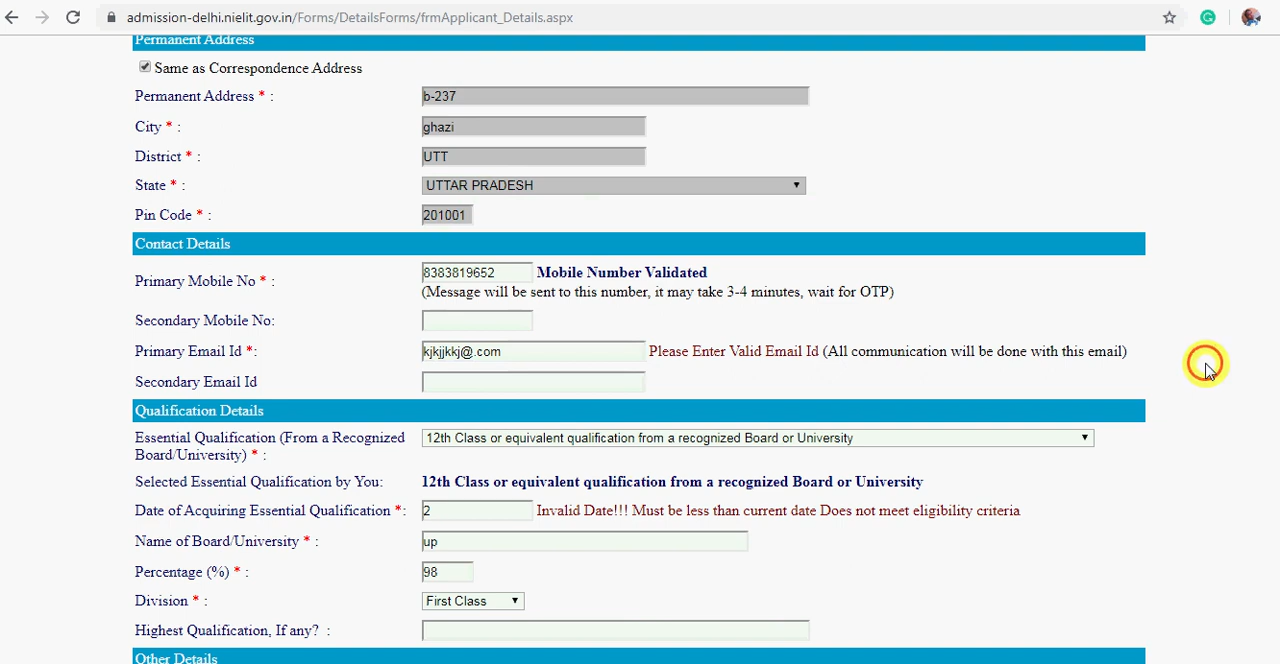 admission-delhi.nielit.gov.in/Forms/DetailsForms/frmApplicant_Details.aspx
Permanent Address
Same as Correspondence Address
Permanent Address * : b-237
City * : ghazi
District * : UTT
State * : UTTAR PRADESH
Pin Code * : 201001
Contact Details
Primary Mobile No * : 8383819652 Mobile Number Validated
(Message will be sent to this number, it may take 3-4 minutes, wait for OTP)
Secondary Mobile No:
Primary Email Id *: kjkjjkkj@.com Please Enter Valid Email Id (All communication will be done with this email)
Secondary Email Id
Qualification Details
Essential Qualification (From a Recognized
Board/University) * : 12th Class or equivalent qualification from a recognized Board or University
Selected Essential Qualification by You: 12th Class or equivalent qualification from a recognized Board or University
Date of Acquiring Essential Qualification *: 2 Invalid Date!!! Must be less than current date Does not meet eligibility criteria
Name of Board/University * : up
Percentage (%) * : 98
Division * : First Class
Highest Qualification, If any? :
Other Details